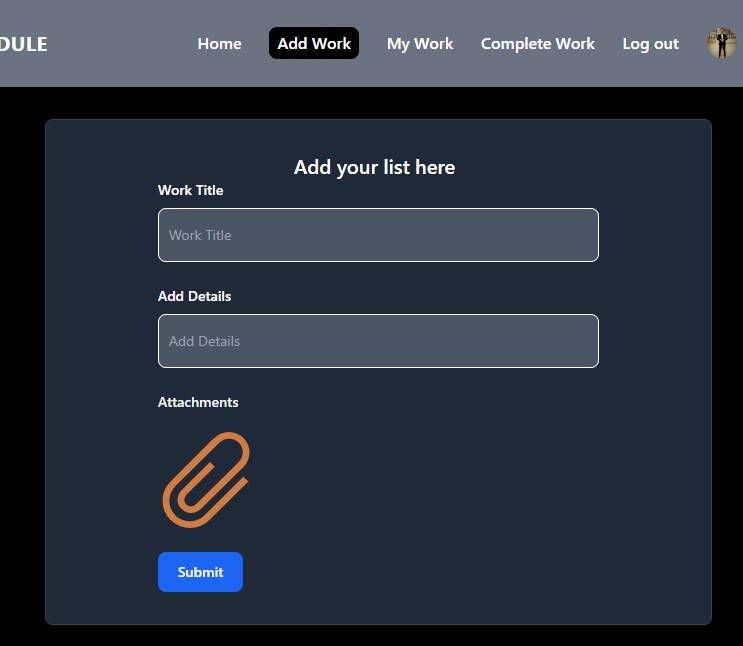 DULE Home Add Work My Work Complete Work Log out
Add your list here
Work Title
Work Title
Add Details
Add Details
Attachments
Submit